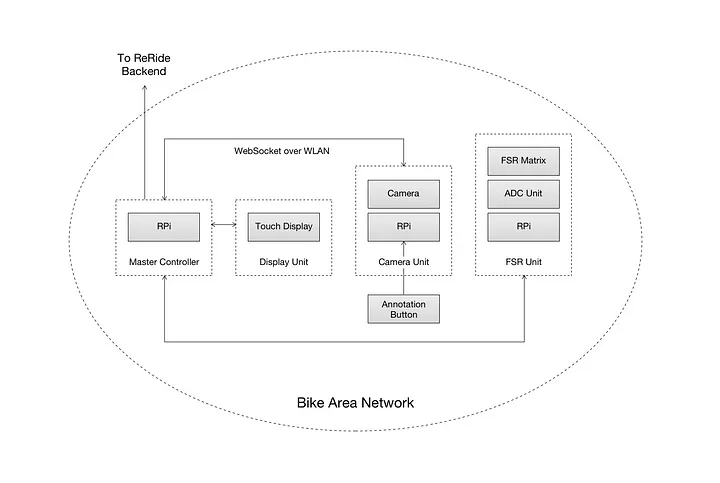 To ReRide
Backend
WebSocket over WLAN
FSR Matrix
Camera
ADC Unit
RPi
Touch Display
RPi
RPi
Master Controller
Display Unit
Camera Unit
FSR Unit
Annotation
Button
Bike Area Network